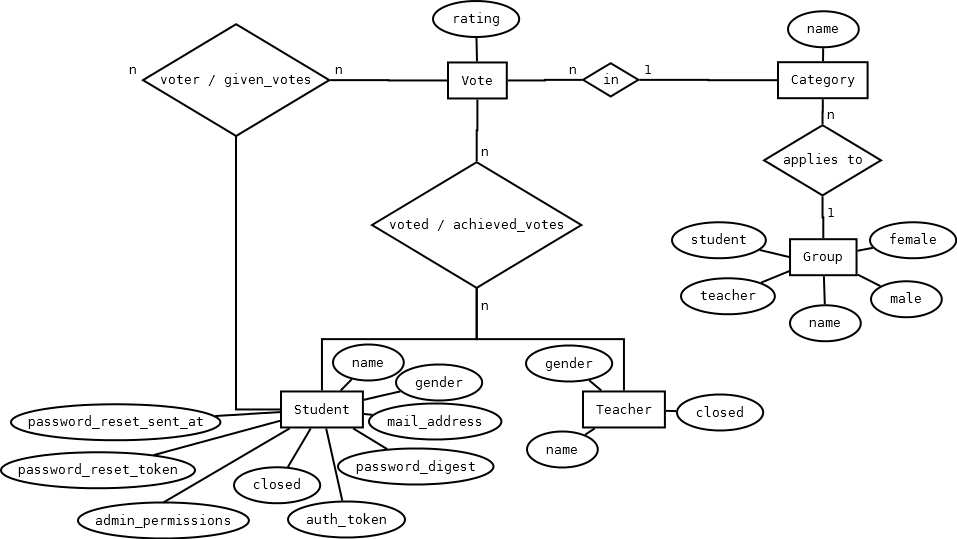 rating
name
n
voter / given_votes
n
Vote
n
in
1
Category
n
n
applies to
voted / achieved_votes
1
student
female
Group
teacher
male
name
n
name
gender
gender
Student
Teacher
closed
password_reset_sent_at
mail_address
name
password_reset_token
password_digest
closed
admin_permissions
auth_token